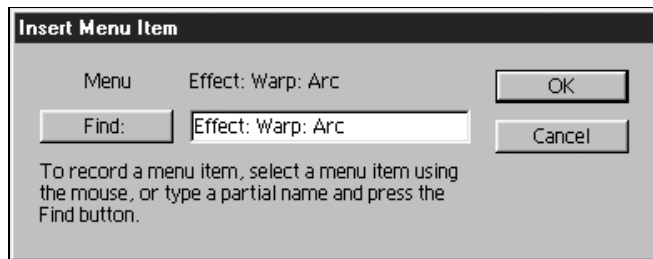 Insert Menu Item
Menu Effect: Warp: Arc
OK
Find: Effect: Warp: Arc
Cancel
To record a menu item, select a menu item using
the mouse, or type a partial name and press the
Find button.